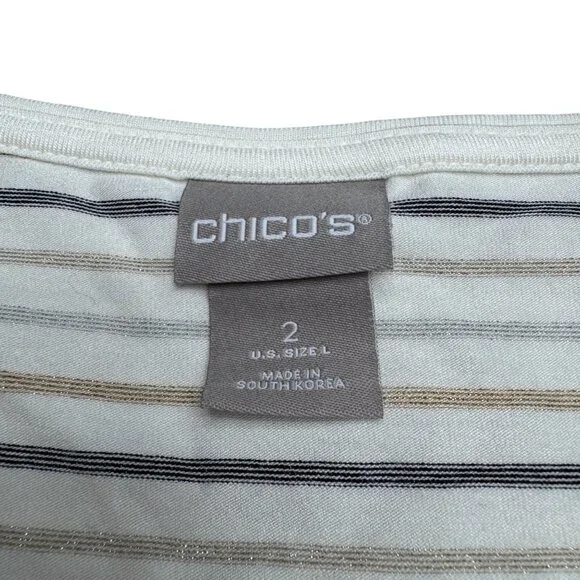 CHICO'S®
2
U.S. SIZE L
MADE IN
SOUTH KOREA